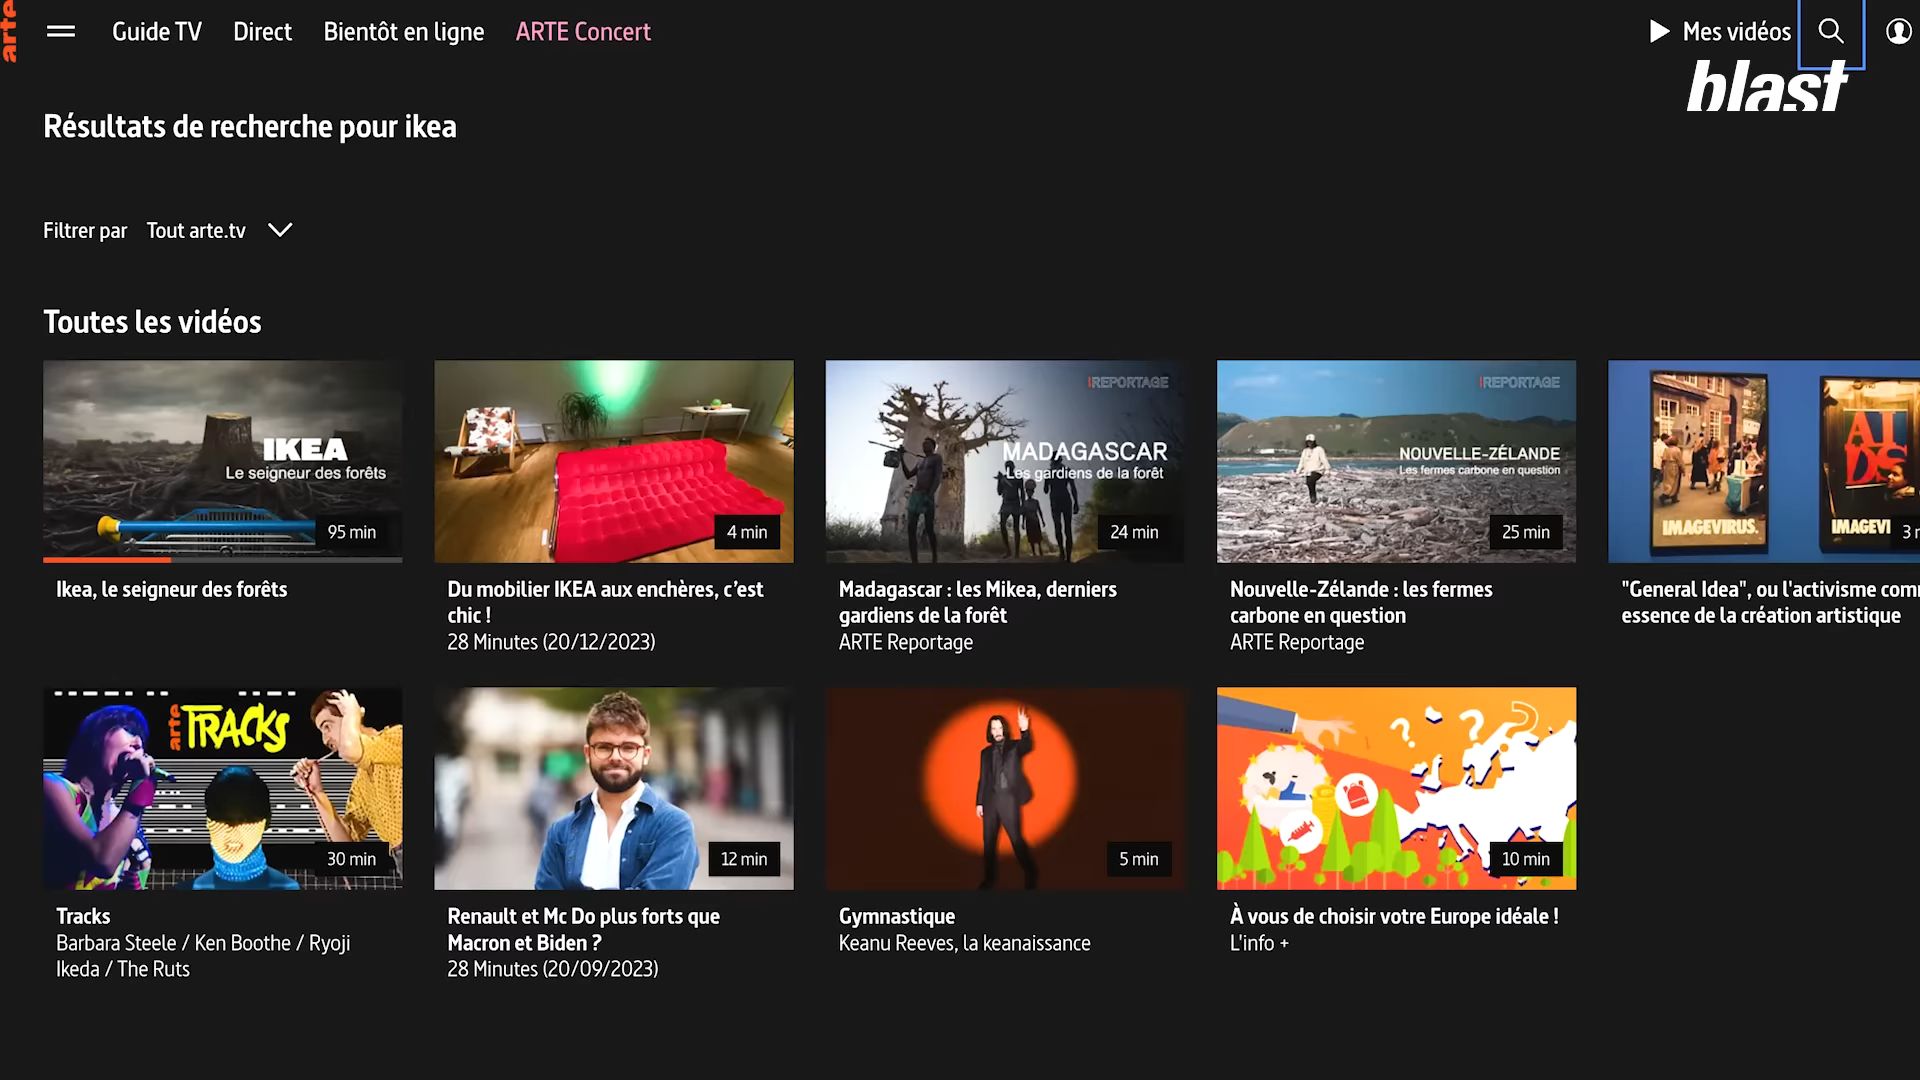 arte
Guide TV
Direct
Bientôt en ligne
ARTE Concert
Mes vidéos
blast
Résultats de recherche pour ikea
Filtrer par
Tout arte.tv
Toutes les vidéos
IKEA
Le seigneur des forêts
95 min
4 min
REPORTAGE
MADAGASCAR
Les gardiens de la forêt
24 min
REPORTAGE
NOUVELLE-ZÉLANDE
Les fermes carbone en question
25 min
AI
DS
IMAGEVIRUS.
IMAGEVI
3
Ikea, le seigneur des forêts
Du mobilier IKEA aux enchères, c’est
chic !
28 Minutes (20/12/2023)
Madagascar : les Mikea, derniers
gardiens de la forêt
ARTE Reportage
Nouvelle-Zélande : les fermes
carbone en question
ARTE Reportage
"General Idea", ou l'activisme com
essence de la création artistique
arte
TRACKS
30 min
12 min
5 min
? ? ?
10 min
Tracks
Barbara Steele / Ken Boothe / Ryoji
Ikeda / The Ruts
Renault et Mc Do plus forts que
Macron et Biden ?
28 Minutes (20/09/2023)
Gymnastique
Keanu Reeves, la keanaissance
À vous de choisir votre Europe idéale !
L'info +